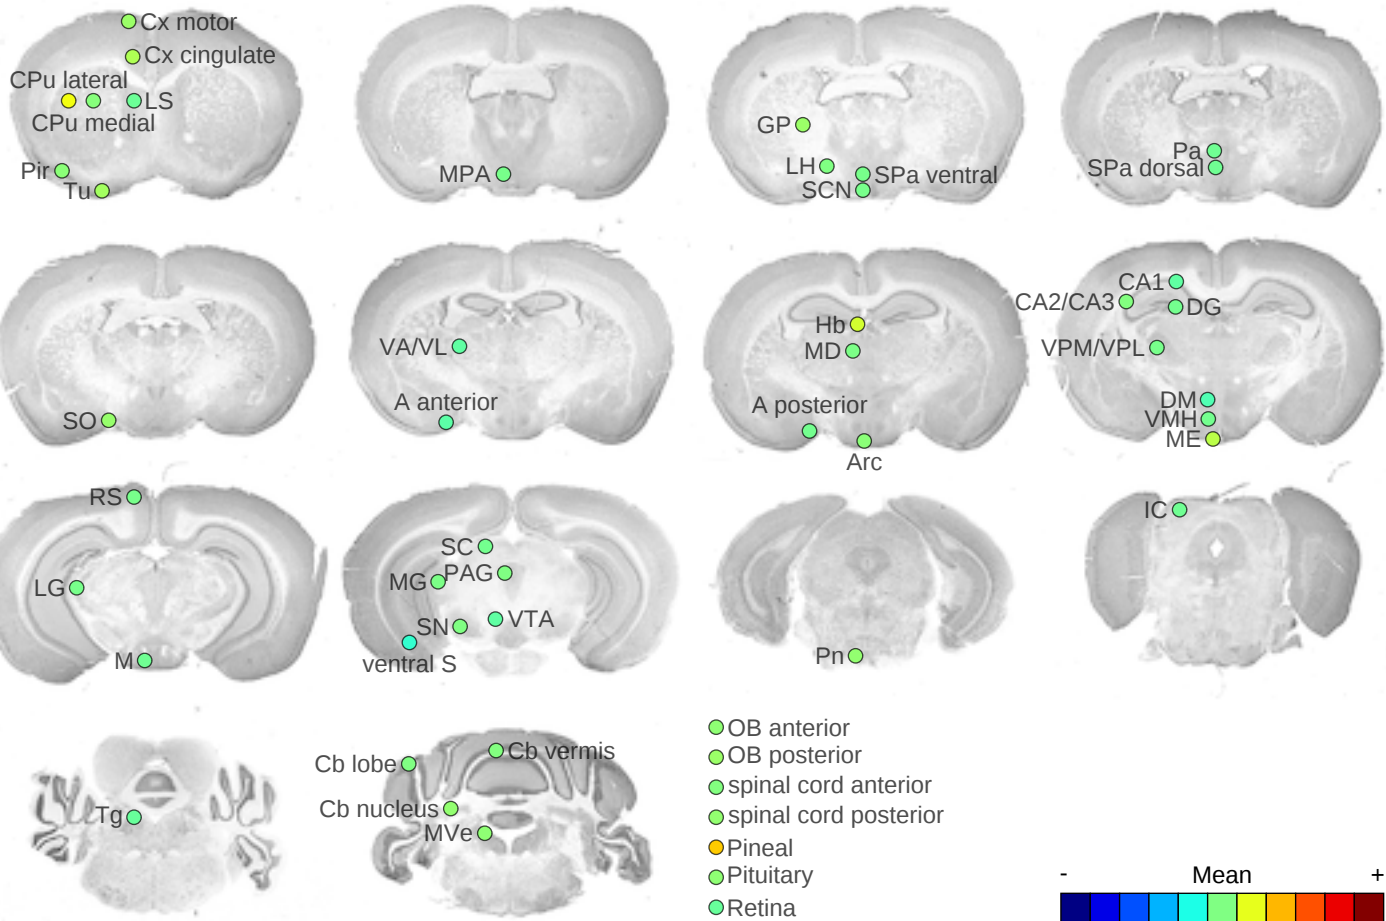 Cx motor
Cx cingulate
CPu lateral
LS
CPu medial
Pir
Tu
MPA
GP
LH
SPa ventral
SCN
Pa
SPa dorsal
SO
VA/VL
A anterior
Hb
MD
A posterior
Arc
CA1
CA2/CA3
DG
VPM/VPL
DM
VMH
ME
RS
LG
M
SC
MG
PAG
SN
VTA
ventral S
Pn
IC
Tg
Cb lobe
Cb vermis
Cb nucleus
MVe
OB anterior
OB posterior
spinal cord anterior
spinal cord posterior
Pineal
Pituitary
Retina
- Mean +